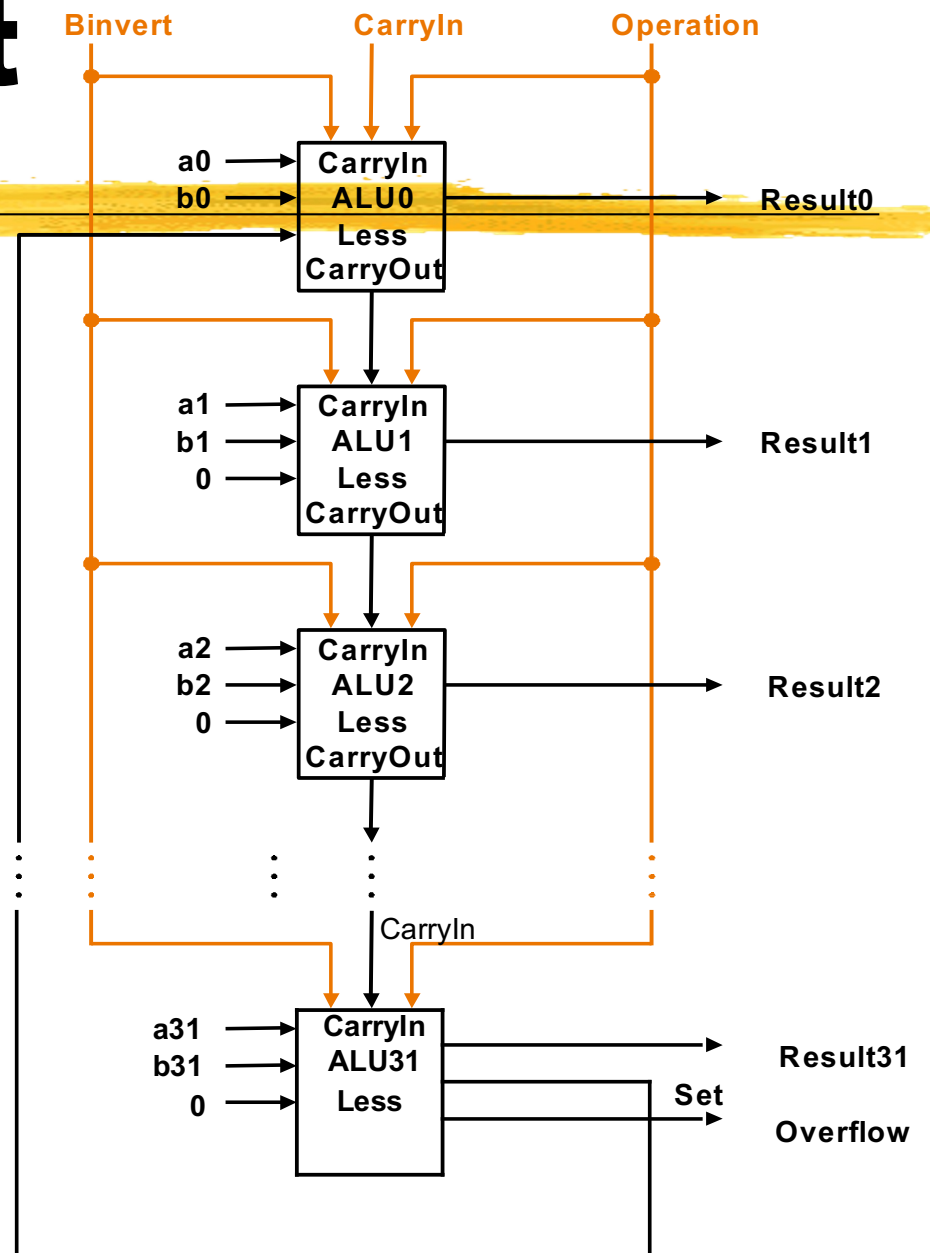 t
Binvert CarryIn Operation
a0 CarryIn
b0 ALU0 Result0
Less
CarryOut
a1 CarryIn
b1 ALU1 Result1
0 Less
CarryOut
a2 CarryIn
b2 ALU2 Result2
0 Less
CarryOut
CarryIn
a31 CarryIn
b31 ALU31 Result31
0 Less Set
Overflow